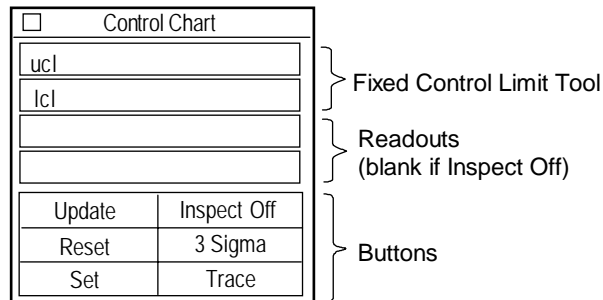 Control Chart
ucl
lcl
Fixed Control Limit Tool
Readouts
(blank if Inspect Off)
Update Inspect Off
Reset 3 Sigma
Set Trace
Buttons